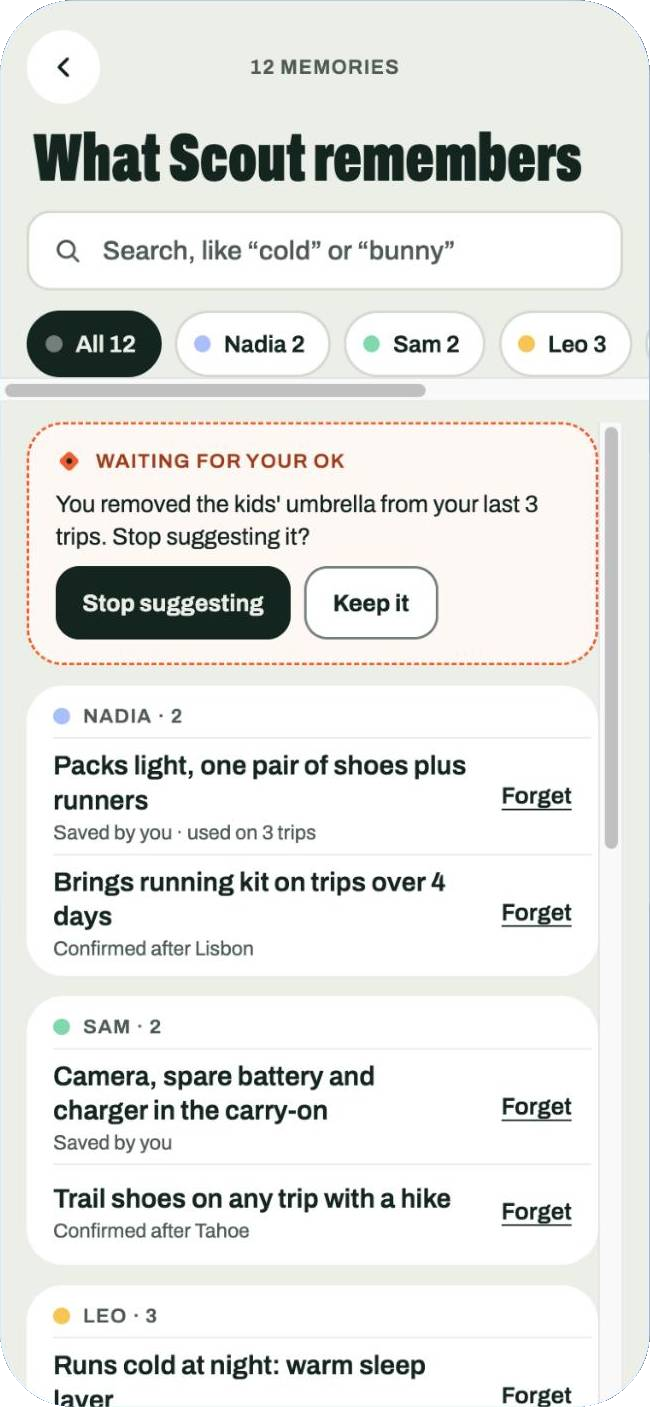 12 MEMORIES
What Scout remembers
Search, like “cold” or “bunny”
All 12
Nadia 2
Sam 2
Leo 3
WAITING FOR YOUR OK
You removed the kids' umbrella from your last 3
trips. Stop suggesting it?
Stop suggesting
Keep it
NADIA · 2
Packs light, one pair of shoes plus
runners
Saved by you · used on 3 trips
Forget
Brings running kit on trips over 4
days
Confirmed after Lisbon
Forget
SAM · 2
Camera, spare battery and
charger in the carry-on
Saved by you
Forget
Trail shoes on any trip with a hike
Confirmed after Tahoe
Forget
LEO · 3
Runs cold at night: warm sleep
layer
Forget